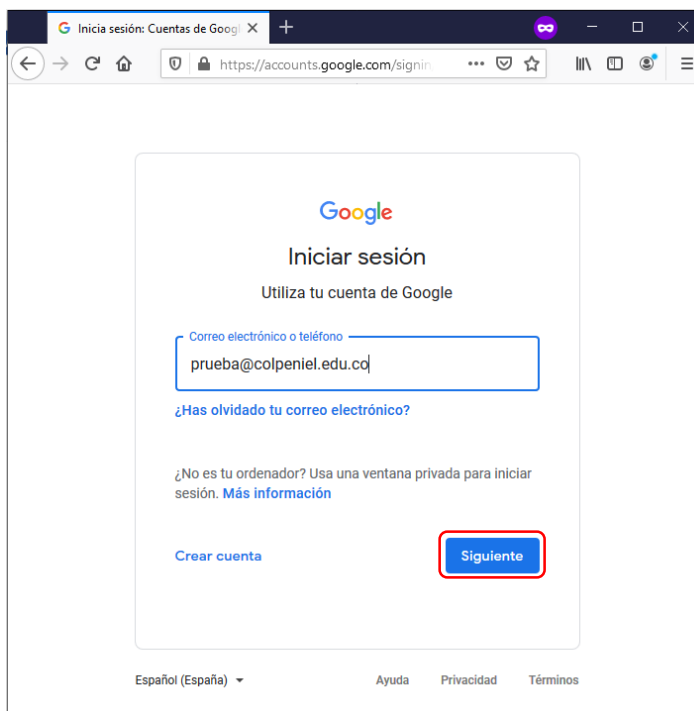 Inicia sesión: Cuentas de Googl
https://accounts.google.com/signin
Google
Iniciar sesión
Utiliza tu cuenta de Google
Correo electrónico o teléfono
prueba@colpeniel.edu.co
¿Has olvidado tu correo electrónico?
¿No es tu ordenador? Usa una ventana privada para iniciar
sesión. Más información
Crear cuenta
Siguiente
Español (España)
Ayuda
Privacidad
Términos